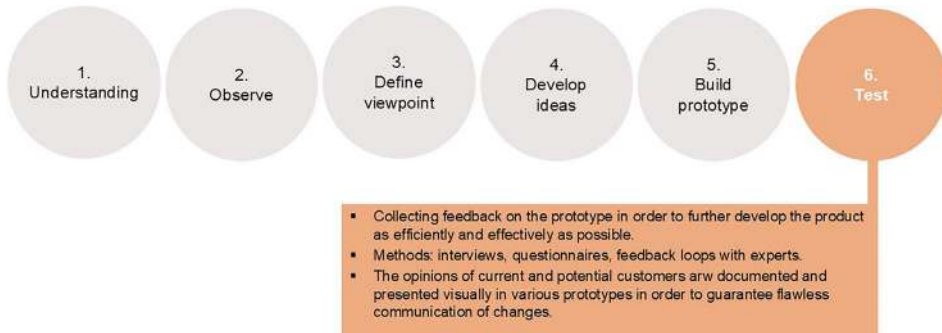 1.
Understanding
2.
Observe
3.
Define
viewpoint
4.
Develop
ideas
5.
Build
prototype
6.
Test
▪ Collecting feedback on the prototype in order to further develop the product
as efficiently and effectively as possible.
▪ Methods: interviews, questionnaires, feedback loops with experts.
▪ The opinions of current and potential customers arw documented and
presented visually in various prototypes in order to guarantee flawless
communication of changes.